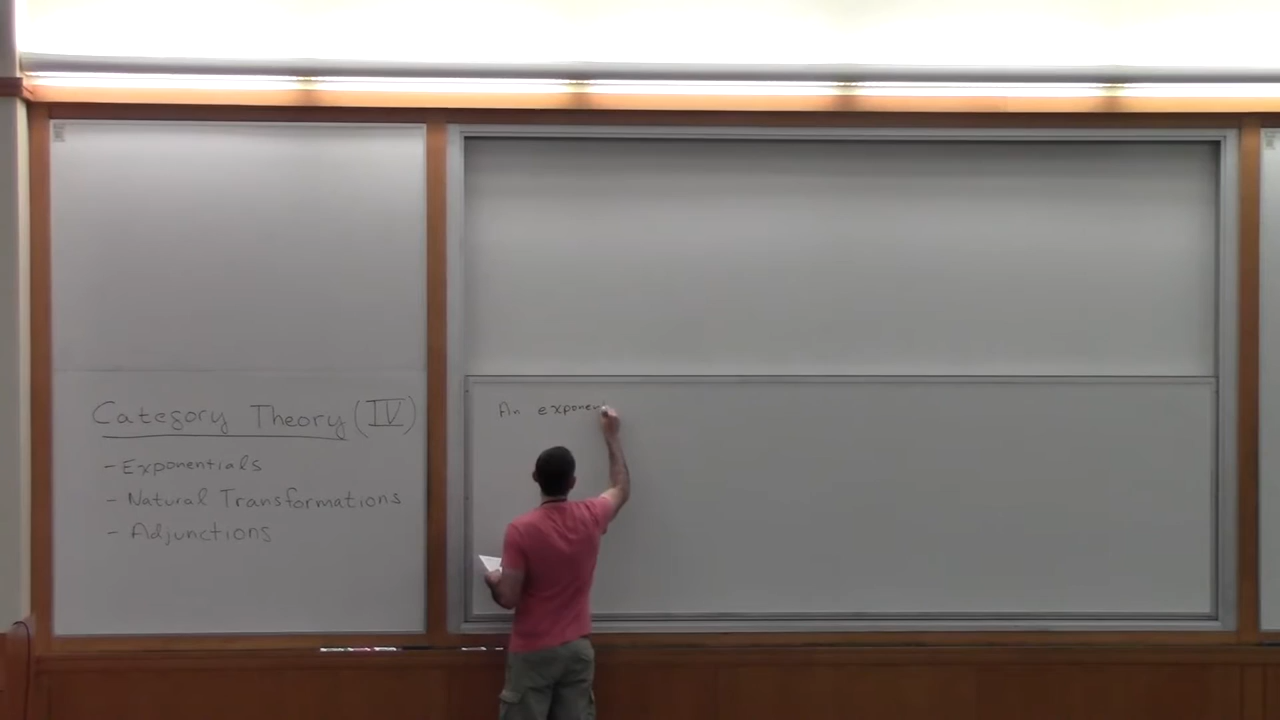 Category Theory (IV)
- Exponentials
- Natural Transformations
- Adjunctions
An exponen